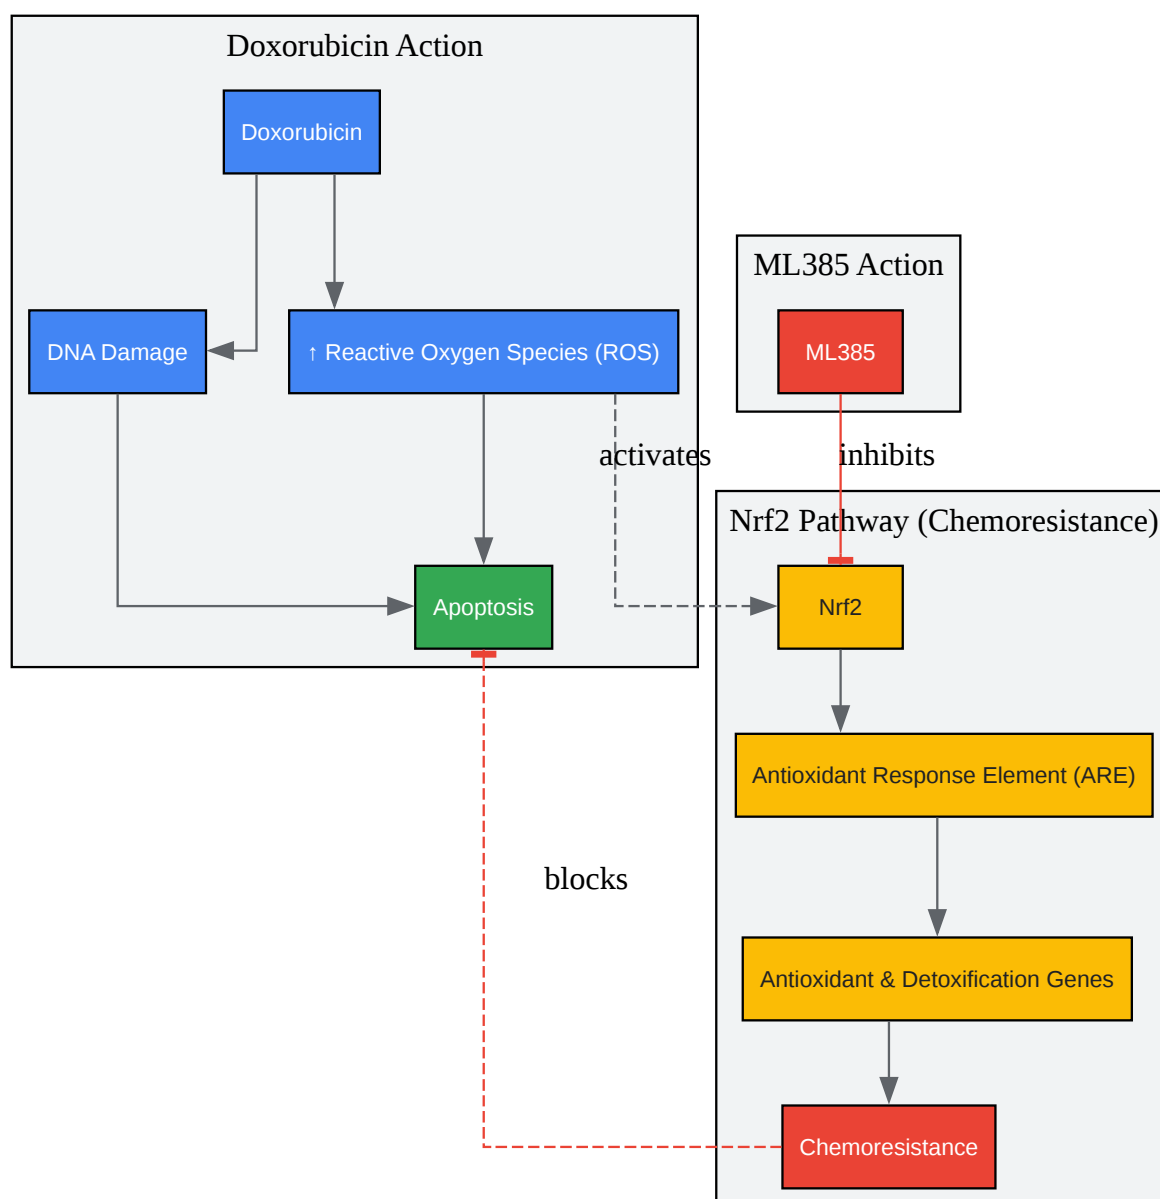 Doxorubicin Action
Doxorubicin
ML385 Action
DNA Damage
↑ Reactive Oxygen Species (ROS)
ML385
activates
inhibits
Nrf2 Pathway (Chemoresistance)
Apoptosis
Nrf2
Antioxidant Response Element (ARE)
blocks
Antioxidant & Detoxification Genes
Chemoresistance